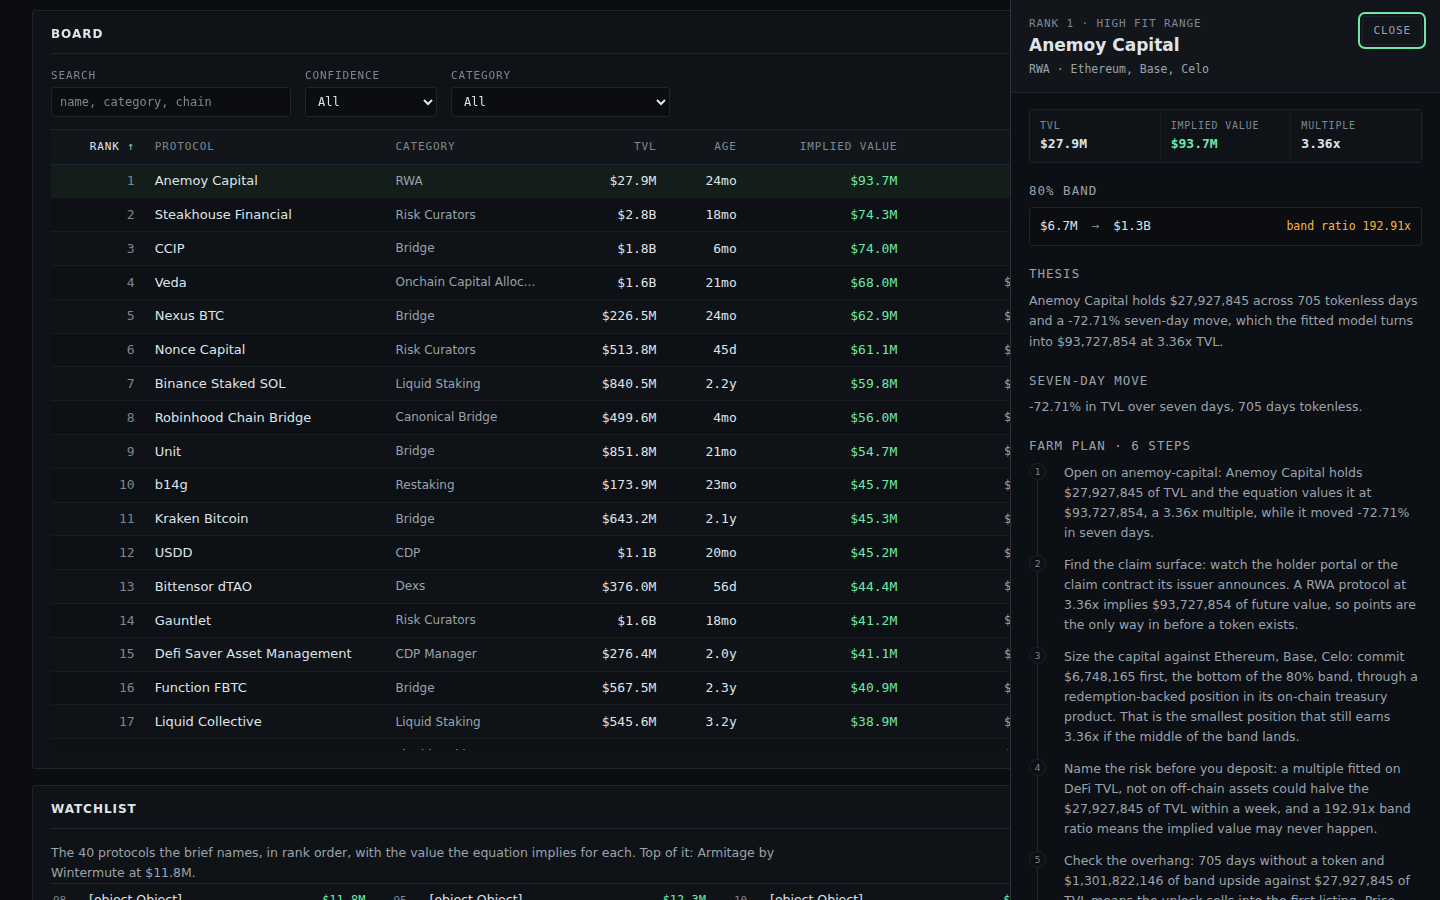 BOARD
SEARCH CONFIDENCE CATEGORY
name, category, chain All All
RANK ↑ PROTOCOL CATEGORY TVL AGE IMPLIED VALUE
1 Anemoy Capital RWA $27.9M 24mo $93.7M
2 Steakhouse Financial Risk Curators $2.8B 18mo $74.3M
3 CCIP Bridge $1.8B 6mo $74.0M
4 Veda Onchain Capital Alloc… $1.6B 21mo $68.0M $
5 Nexus BTC Bridge $226.5M 24mo $62.9M $
6 Nonce Capital Risk Curators $513.8M 45d $61.1M $
7 Binance Staked SOL Liquid Staking $840.5M 2.2y $59.8M $
8 Robinhood Chain Bridge Canonical Bridge $499.6M 4mo $56.0M $
9 Unit Bridge $851.8M 21mo $54.7M $
10 b14g Restaking $173.9M 23mo $45.7M $
11 Kraken Bitcoin Bridge $643.2M 2.1y $45.3M $
12 USDD CDP $1.1B 20mo $45.2M $
13 Bittensor dTAO Dexs $376.0M 56d $44.4M $
14 Gauntlet Risk Curators $1.6B 18mo $41.2M $
15 Defi Saver Asset Management CDP Manager $276.4M 2.0y $41.1M $
16 Function FBTC Bridge $567.5M 2.3y $40.9M $
17 Liquid Collective Liquid Staking $545.6M 3.2y $38.9M $
WATCHLIST
The 40 protocols the brief names, in rank order, with the value the equation implies for each. Top of it: Armitage by
Wintermute at $11.8M.
98 [object Object] $11.8M 95 [object Object] $12.3M 10 [object Object] $
RANK 1 · HIGH FIT RANGE
Anemoy Capital
RWA · Ethereum, Base, Celo
CLOSE
TVL IMPLIED VALUE MULTIPLE
$27.9M $93.7M 3.36x
80% BAND
$6.7M → $1.3B band ratio 192.91x
THESIS
Anemoy Capital holds $27,927,845 across 705 tokenless days
and a -72.71% seven-day move, which the fitted model turns
into $93,727,854 at 3.36x TVL.
SEVEN-DAY MOVE
-72.71% in TVL over seven days, 705 days tokenless.
FARM PLAN · 6 STEPS
1 Open on anemoy-capital: Anemoy Capital holds
$27,927,845 of TVL and the equation values it at
$93,727,854, a 3.36x multiple, while it moved -72.71%
in seven days.
2 Find the claim surface: watch the holder portal or the
claim contract its issuer announces. A RWA protocol at
3.36x implies $93,727,854 of future value, so points are
the only way in before a token exists.
3 Size the capital against Ethereum, Base, Celo: commit
$6,748,165 first, the bottom of the 80% band, through a
redemption-backed position in its on-chain treasury
product. That is the smallest position that still earns
3.36x if the middle of the band lands.
4 Name the risk before you deposit: a multiple fitted on
DeFi TVL, not on off-chain assets could halve the
$27,927,845 of TVL within a week, and a 192.91x band
ratio means the implied value may never happen.
5 Check the overhang: 705 days without a token and
$1,301,822,146 of band upside against $27,927,845 of
TVL means the unlock sells into the first listing. Price